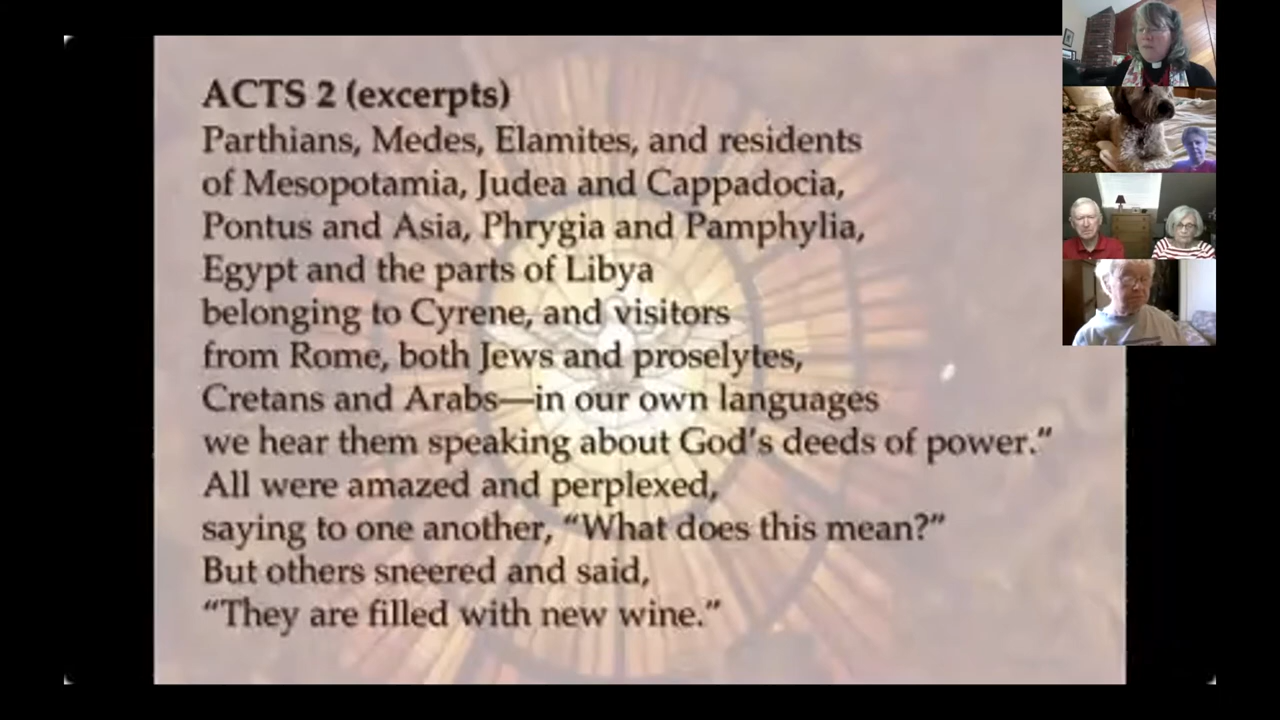 ACTS 2 (excerpts)
Parthians, Medes, Elamites, and residents
of Mesopotamia, Judea and Cappadocia,
Pontus and Asia, Phrygia and Pamphylia,
Egypt and the parts of Libya
belonging to Cyrene, and visitors
from Rome, both Jews and proselytes,
Cretans and Arabs—in our own languages
we hear them speaking about God's deeds of power.”
All were amazed and perplexed,
saying to one another, “What does this mean?”
But others sneered and said,
“They are filled with new wine.”